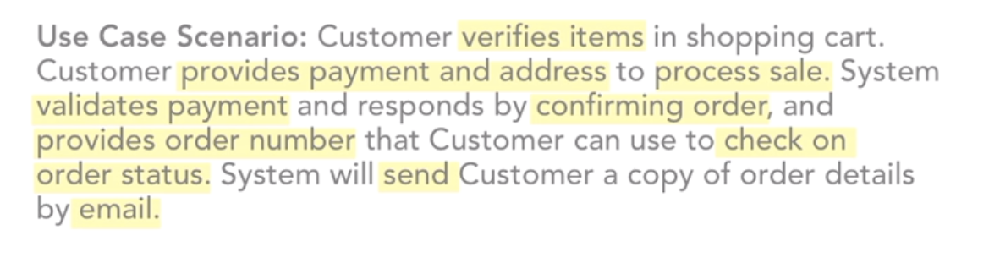 Use Case Scenario: Customer verifies items in shopping cart.
Customer provides payment and address to process sale. System
validates payment and responds by confirming order, and
provides order number that Customer can use to check on
order status. System will send Customer a copy of order details
by email.